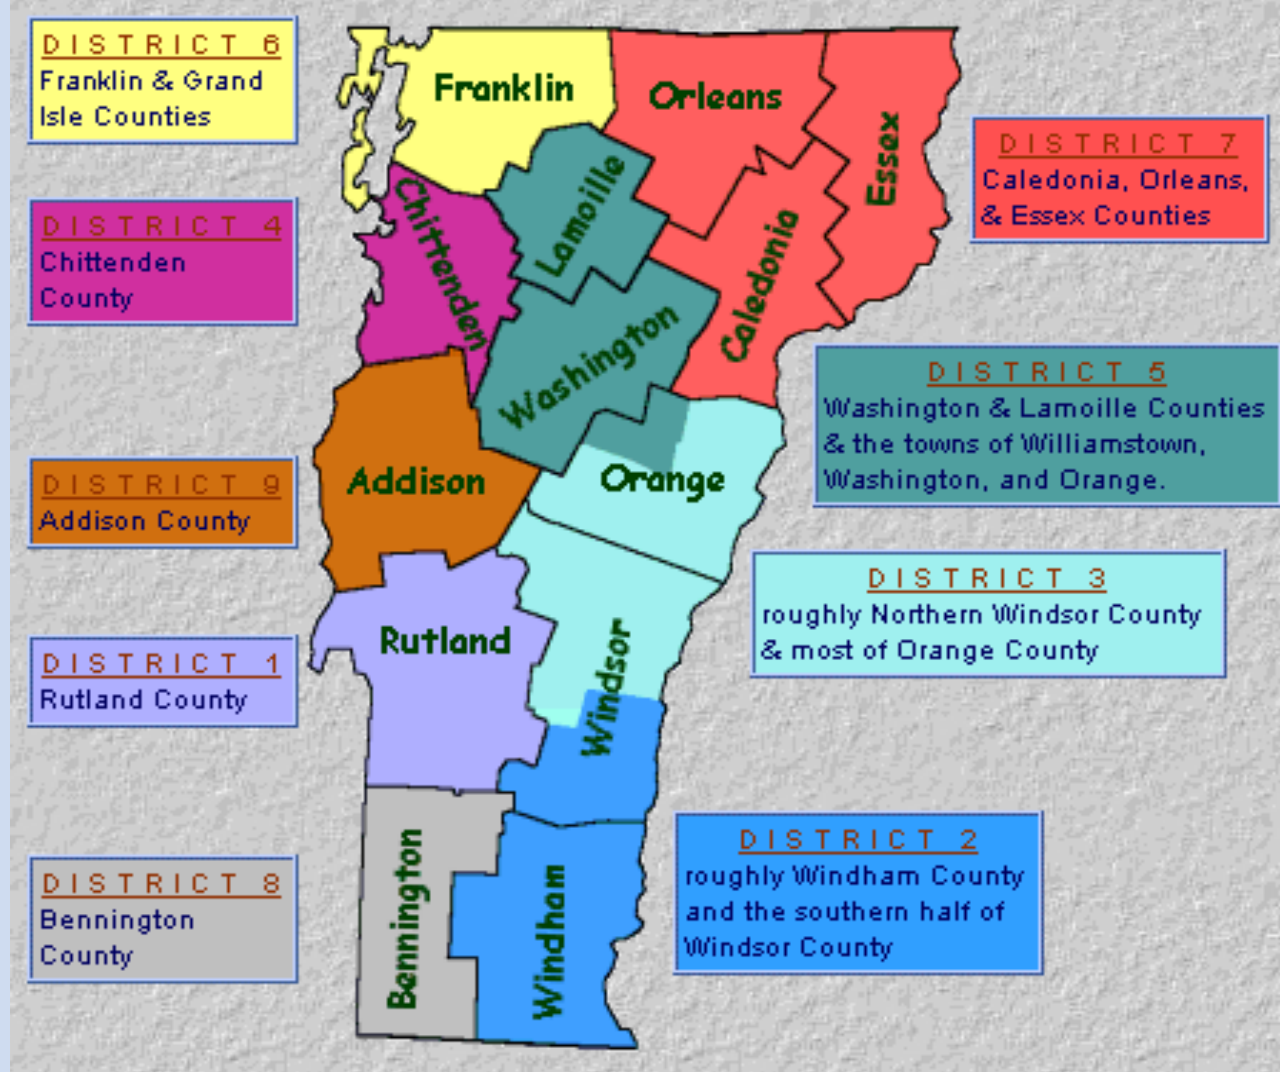 DISTRICT 6
Franklin & Grand
Isle Counties
DISTRICT 4
Chittenden
County
DISTRICT 9
Addison County
DISTRICT 1
Rutland County
DISTRICT 8
Bennington
County
Franklin
Orleans
Essex
Lamoille
Chittenden
Caledonia
Washington
Addison
Orange
Rutland
Windsor
Bennington
Windham
DISTRICT 7
Caledonia, Orleans,
& Essex Counties
DISTRICT 5
Washington & Lamoille Counties
& the towns of Williamstown,
Washington, and Orange.
DISTRICT 3
roughly Northern Windsor County
& most of Orange County
DISTRICT 2
roughly Windham County
and the southern half of
Windsor County